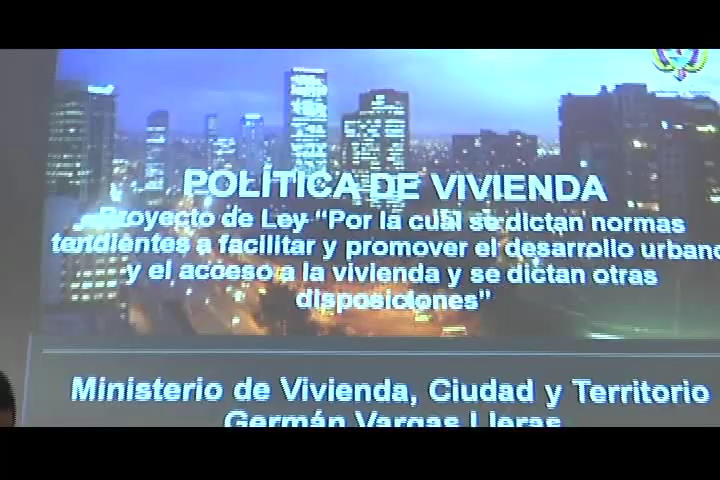 POLÍTICA DE VIVIENDA
Proyecto de Ley “Por la cual se dictan normas
tendientes a facilitar y promover el desarrollo urbano
y el acceso a la vivienda y se dictan otras
disposiciones”
Ministerio de Vivienda, Ciudad y Territorio
Germán Vargas Lleras